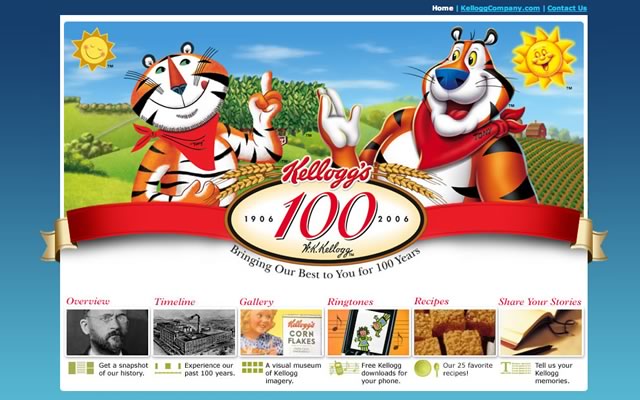 Home | KelloggCompany.com | Contact Us
TM
TM
Kellogg's
1906 100 2006
W.K.Kellogg
TM
Bringing Our Best to You for 100 Years
Overview
Timeline
Gallery
Ringtones
Recipes
Share Your Stories
Kellogg's
CORN
FLAKES
Get a snapshot
of our history.
Experience our
past 100 years.
A visual museum
of Kellogg
imagery.
Free Kellogg
downloads for
your phone.
Our 25 favorite
recipes!
Tell us your
Kellogg
memories.